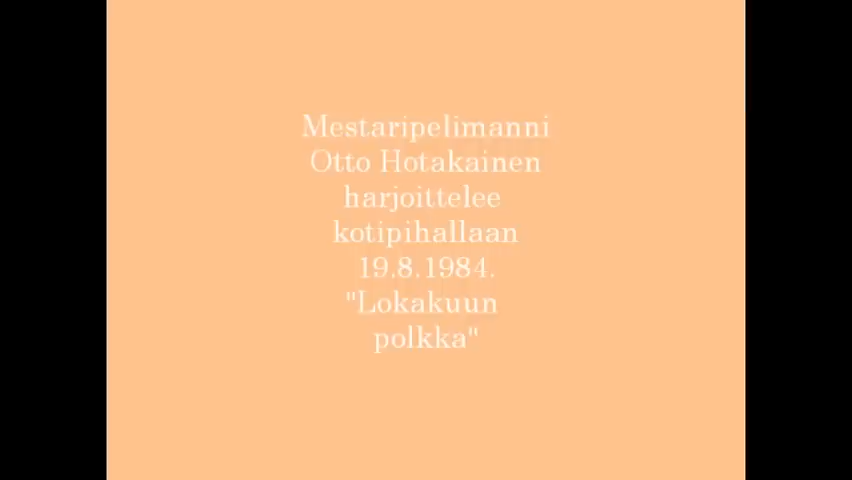 Mestaripelimanni
Otto Hotakainen
harjoittelee
kotipihallaan
19.8.1984.
"Lokakuun
polkka"